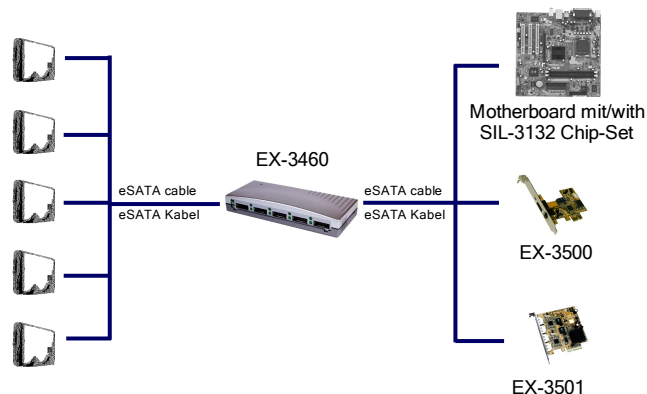 Motherboard mit/with
SIL-3132 Chip-Set
EX-3460
eSATA cable
eSATA Kabel
eSATA cable
eSATA Kabel
EX-3500
EX-3501